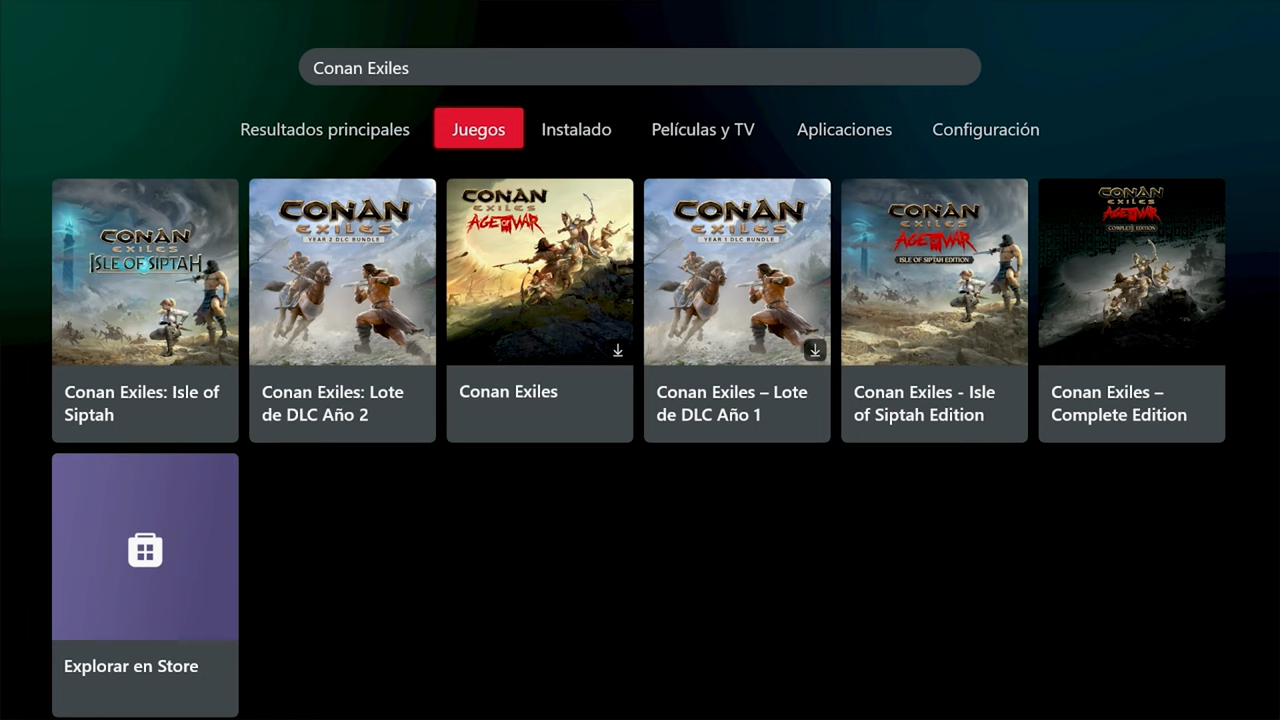 Conan Exiles
Resultados principales Juegos Instalado Películas y TV Aplicaciones Configuración
CONAN
EXILES
ISLE OF SIPTAH
Conan Exiles: Isle of
Siptah
CONAN
EXILES
YEAR 2 DLC BUNDLE
Conan Exiles: Lote
de DLC Año 2
CONAN
EXILES
AGE OF WAR
Conan Exiles
CONAN
EXILES
YEAR 1 DLC BUNDLE
Conan Exiles – Lote
de DLC Año 1
CONAN
EXILES
AGE OF WAR
ISLE OF SIPTAH EDITION
Conan Exiles - Isle
of Siptah Edition
CONAN
EXILES
AGE OF WAR
COMPLETE EDITION
Conan Exiles –
Complete Edition
Explorar en Store